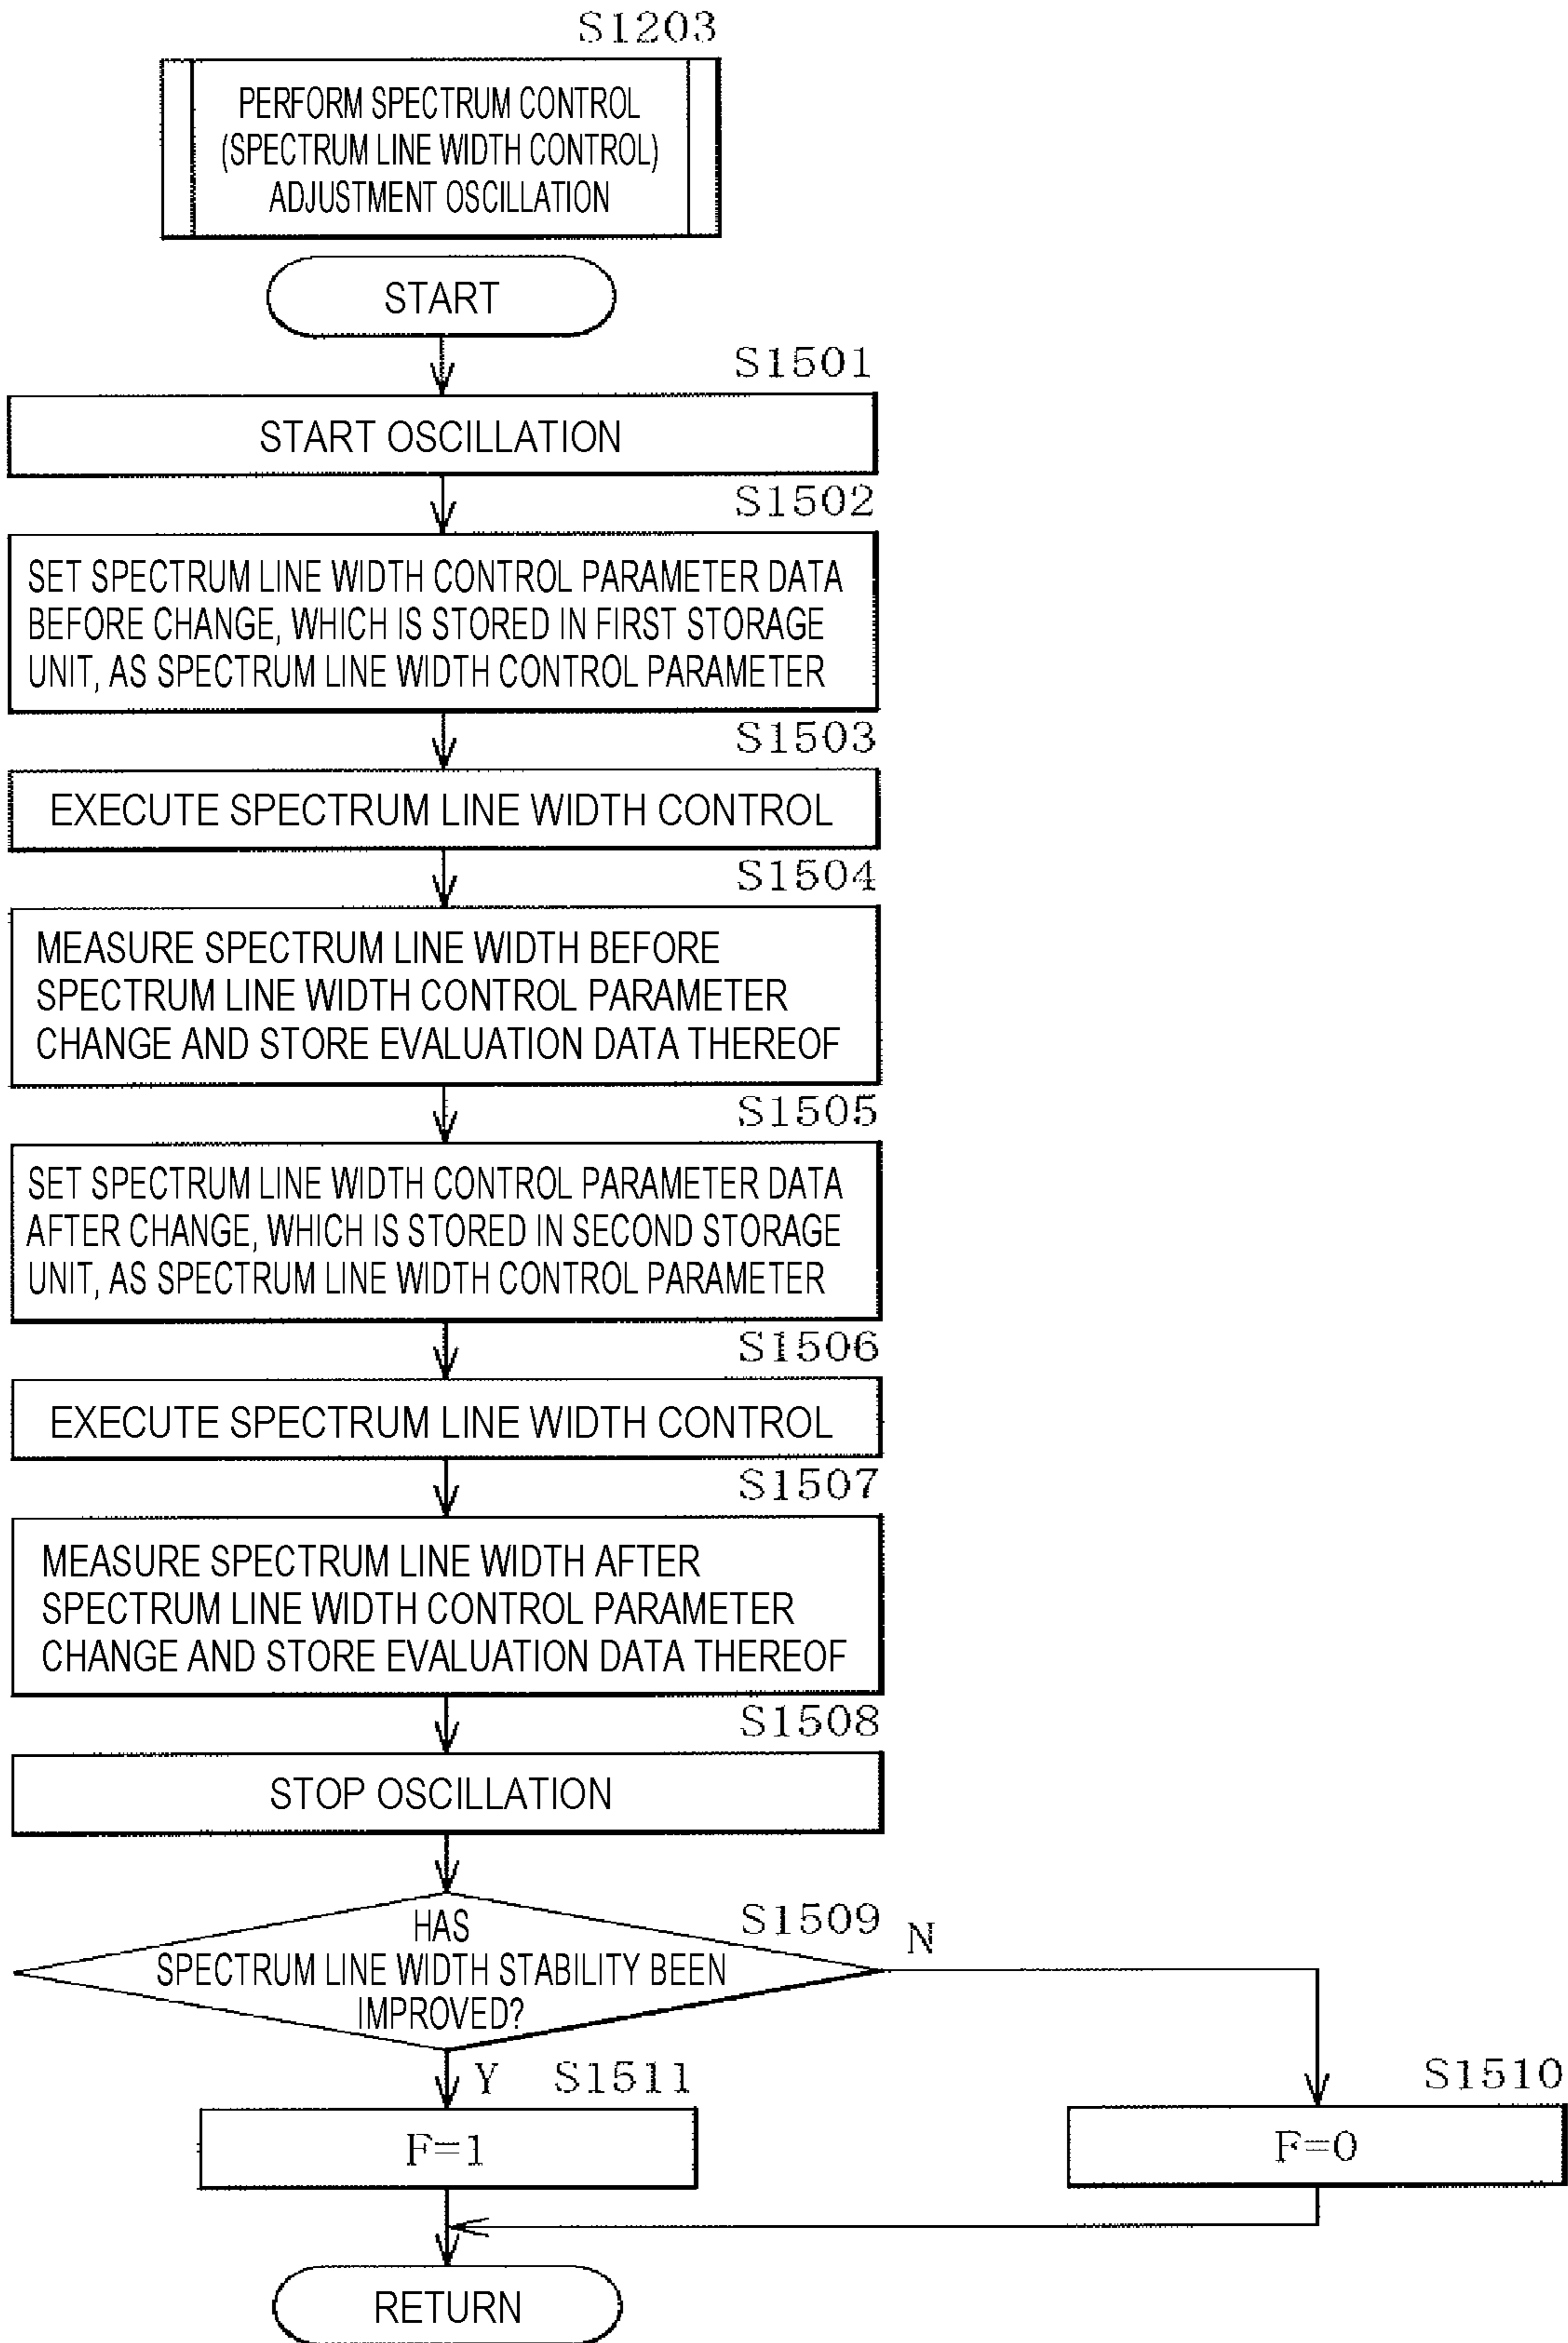 S1203
PERFORM SPECTRUM CONTROL
(SPECTRUM LINE WIDTH CONTROL)
ADJUSTMENT OSCILLATION
START
S1501
START OSCILLATION
S1502
SET SPECTRUM LINE WIDTH CONTROL PARAMETER DATA
BEFORE CHANGE, WHICH IS STORED IN FIRST STORAGE
UNIT, AS SPECTRUM LINE WIDTH CONTROL PARAMETER
S1503
EXECUTE SPECTRUM LINE WIDTH CONTROL
S1504
MEASURE SPECTRUM LINE WIDTH BEFORE
SPECTRUM LINE WIDTH CONTROL PARAMETER
CHANGE AND STORE EVALUATION DATA THEREOF
S1505
SET SPECTRUM LINE WIDTH CONTROL PARAMETER DATA
AFTER CHANGE, WHICH IS STORED IN SECOND STORAGE
UNIT, AS SPECTRUM LINE WIDTH CONTROL PARAMETER
S1506
EXECUTE SPECTRUM LINE WIDTH CONTROL
S1507
MEASURE SPECTRUM LINE WIDTH AFTER
SPECTRUM LINE WIDTH CONTROL PARAMETER
CHANGE AND STORE EVALUATION DATA THEREOF
S1508
STOP OSCILLATION
S1509
HAS
SPECTRUM LINE WIDTH STABILITY BEEN
IMPROVED?
N
Y
S1511
F=1
S1510
F=0
RETURN